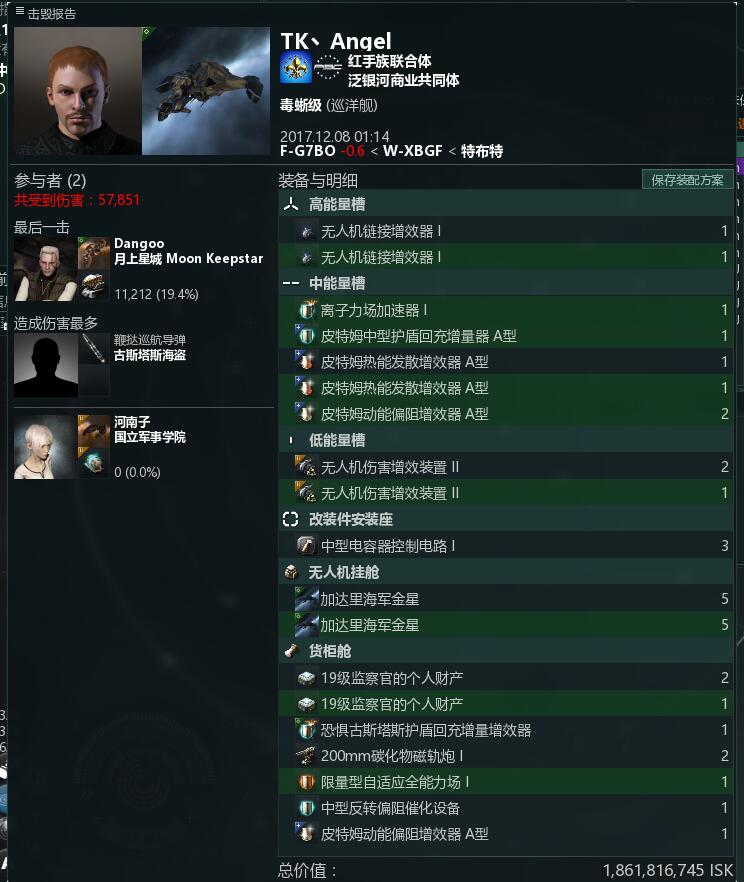 击毁报告
TK丶Angel
红手族联合体
泛银河商业共同体
毒蜥级 (巡洋舰)
2017.12.08 01:14
F-G7BO -0.6 < W-XBGF < 特布特
参与者 (2)
共受到伤害：57,851
最后一击
Dangoo
月上星城 Moon Keepstar
11,212 (19.4%)
造成伤害最多
鞭挞巡航导弹
古斯塔斯海盗
河南子
国立军事学院
0 (0.0%)
装备与明细
保存装配方案
高能量槽
无人机链接增效器 I 1
无人机链接增效器 I 1
中能量槽
离子力场加速器 I 1
皮特姆中型护盾回充增量器 A型 1
皮特姆热能发散增效器 A型 1
皮特姆热能发散增效器 A型 1
皮特姆动能偏阻增效器 A型 2
低能量槽
无人机伤害增效装置 II 2
无人机伤害增效装置 II 1
改装件安装座
中型电容器控制电路 I 3
无人机挂舱
加达里海军金星 5
加达里海军金星 5
货柜舱
19级监察官的个人财产 2
19级监察官的个人财产 1
恐惧古斯塔斯护盾回充增量增效器 1
200mm碳化物磁轨炮 I 2
限量型自适应全能力场 I 1
中型反转偏阻催化设备 1
皮特姆动能偏阻增效器 A型 1
总价值： 1,861,816,745 ISK